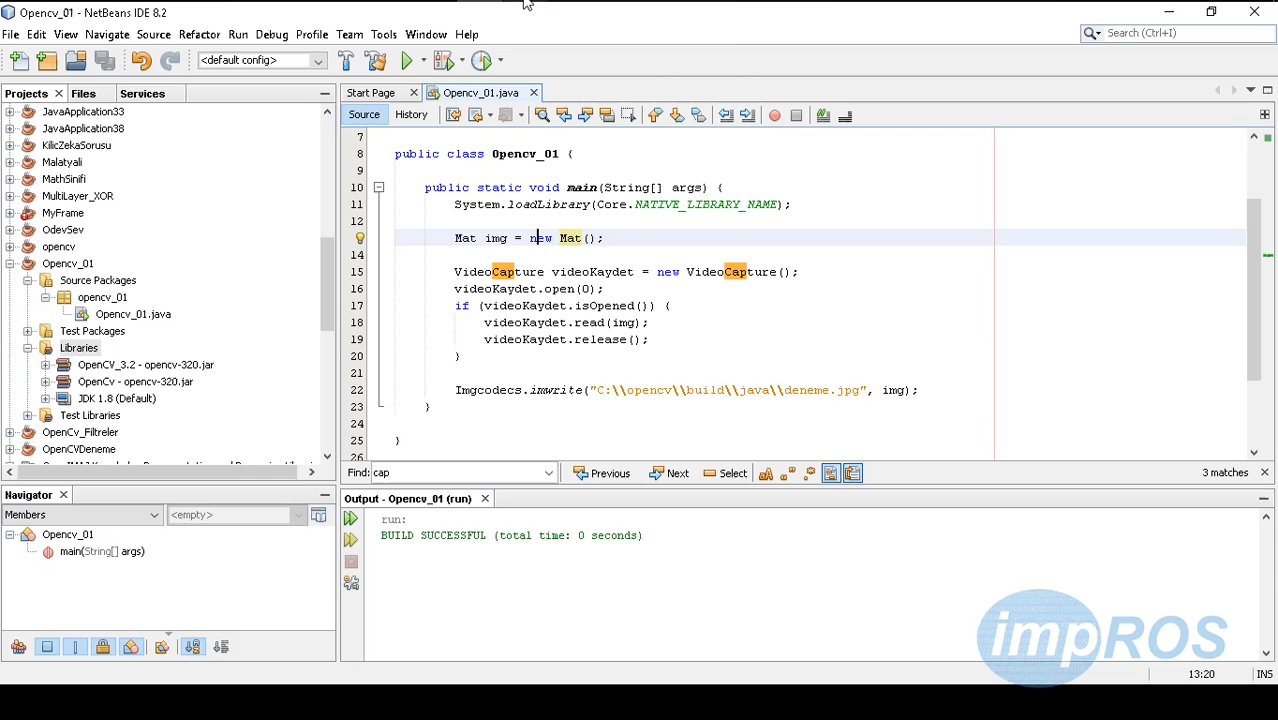 Opencv_01 - NetBeans IDE 8.2
File Edit View Navigate Source Refactor Run Debug Profile Team Tools Window Help
Search (Ctrl+I)
<default config>
Projects Files Services
JavaApplication33
JavaApplication38
KilicZekaSorusu
Malatyali
MathSinifi
MultiLayer_XOR
MyFrame
OdevSev
opencv
Opencv_01
Source Packages
opencv_01
Opencv_01.java
Test Packages
Libraries
OpenCV_3.2 - opencv-320.jar
OpenCv - opencv-320.jar
JDK 1.8 (Default)
Test Libraries
OpenCv_Filtreler
OpenCVDeneme
Start Page Opencv_01.java
Source History
7
8 public class Opencv_01 {
9
10 public static void main(String[] args) {
11 System.loadLibrary(Core.NATIVE_LIBRARY_NAME);
12
Mat img = new Mat();
14
15 VideoCapture videoKaydet = new VideoCapture();
16 videoKaydet.open(0);
17 if (videoKaydet.isOpened()) {
18 videoKaydet.read(img);
19 videoKaydet.release();
20 }
21
22 Imgcodecs.imwrite("C:\\opencv\\build\\java\\deneme.jpg", img);
23 }
24
25 }
26
Find: cap Previous Next Select 3 matches
Navigator
Members <empty>
Opencv_01
main(String[] args)
Output - Opencv_01 (run)
run:
BUILD SUCCESSFUL (total time: 0 seconds)
impROS
13:20 INS